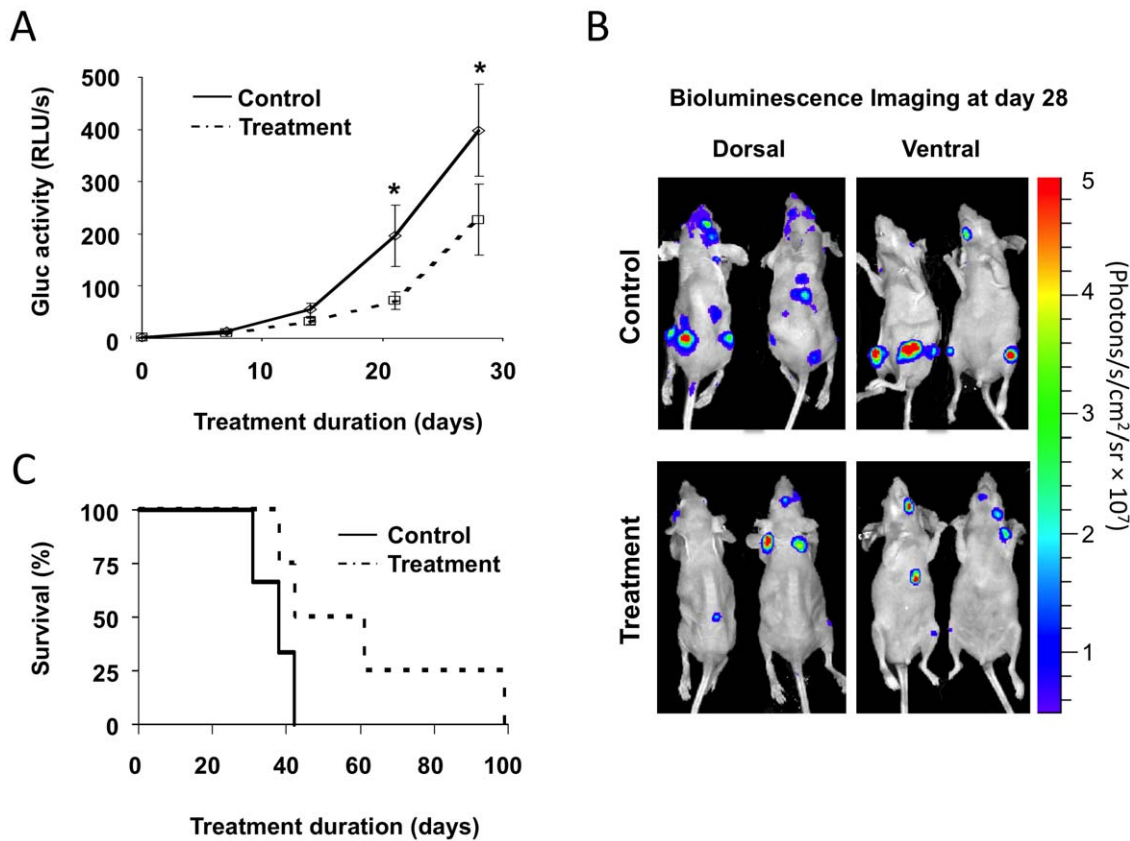 A
Gluc activity (RLU/s)
500
400
300
200
100
0
Control
Treatment
*
*
0
10
20
30
Treatment duration (days)
B
Bioluminescence Imaging at day 28
Dorsal
Ventral
Control
Treatment
5
4
3
2
1
(Photons/s/cm²/sr × 10⁷)
C
Survival (%)
100
75
50
25
0
Control
Treatment
0
20
40
60
80
100
Treatment duration (days)